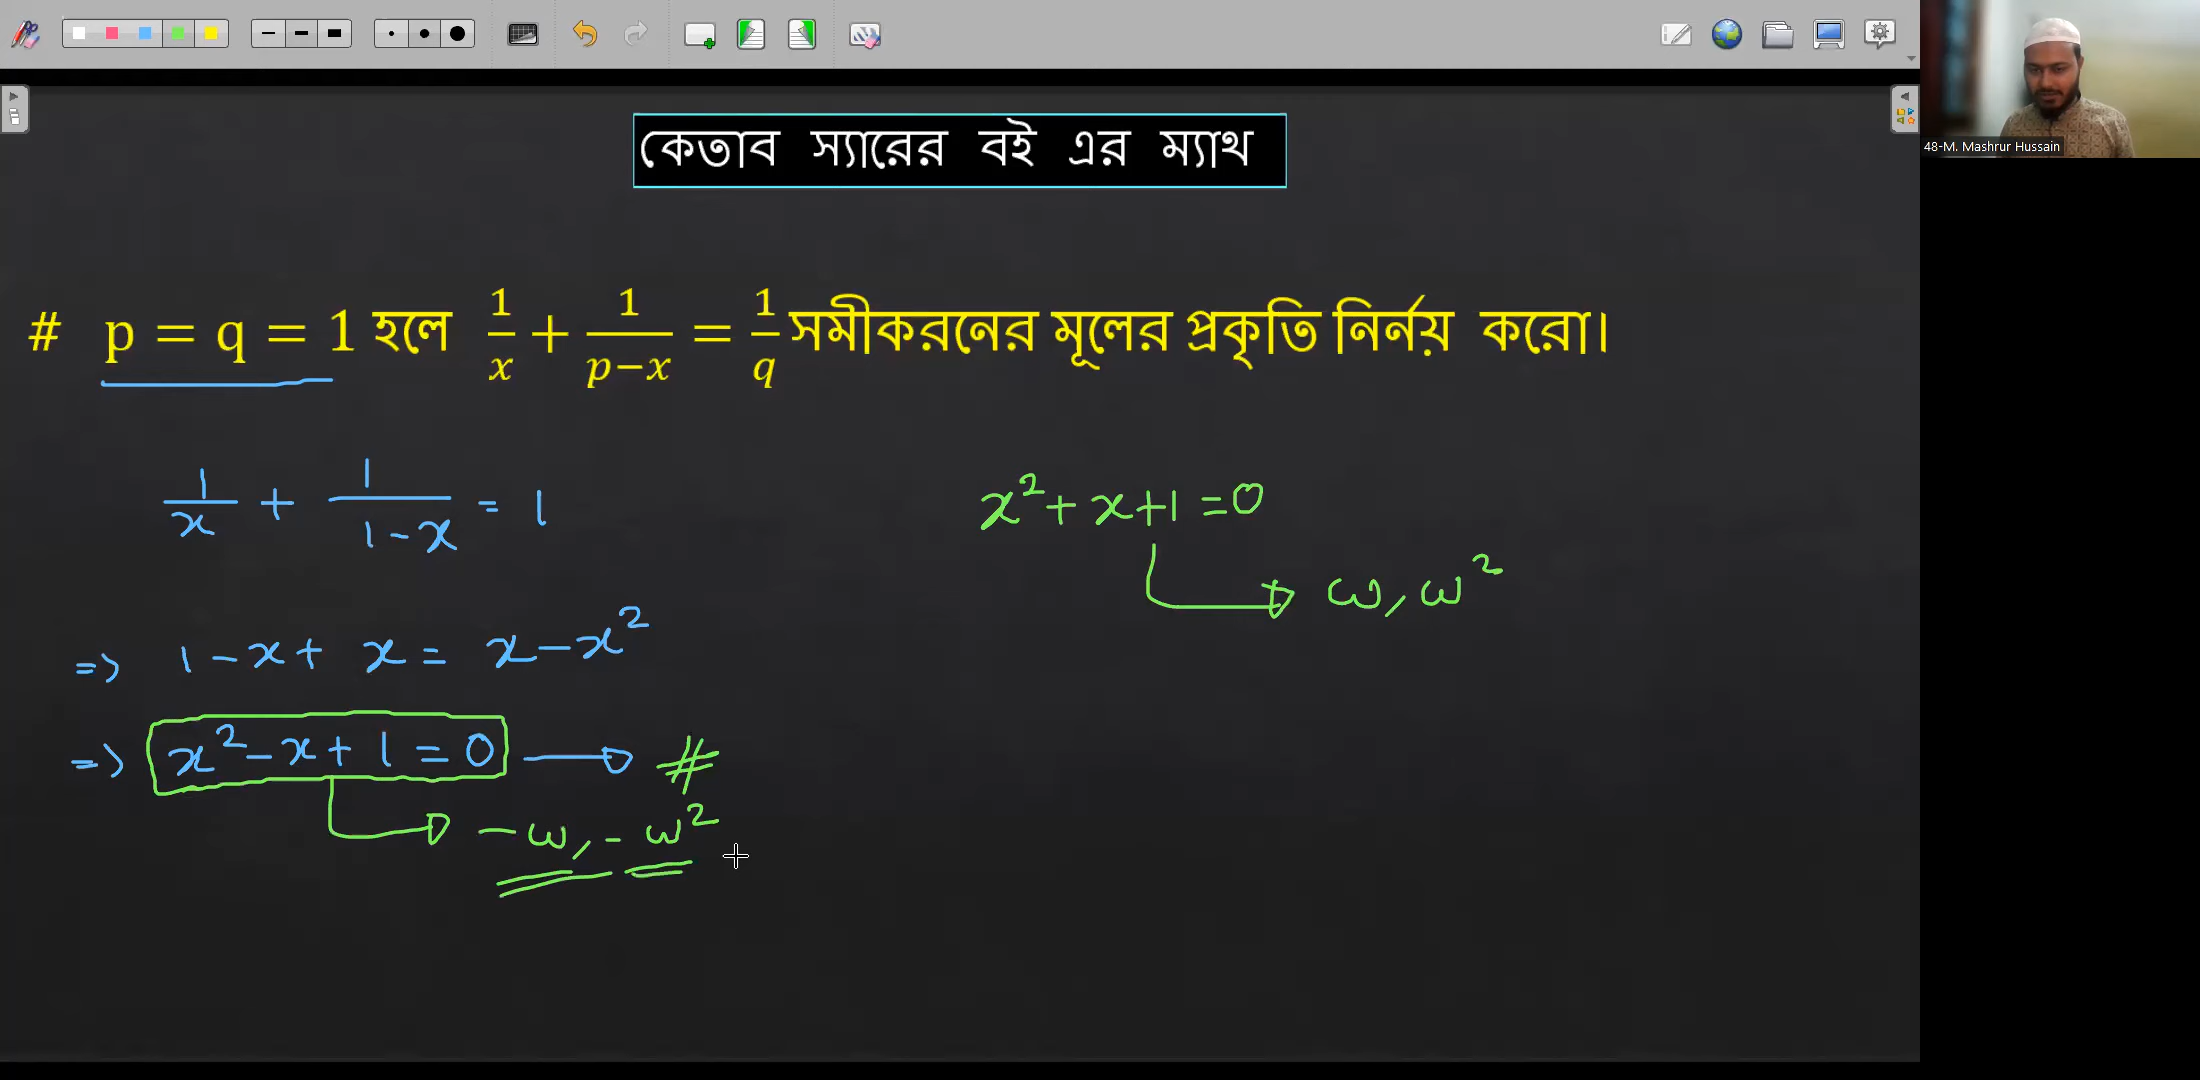 48-M. Mashrur Hussain
কেতাব স্যারের বই এর ম্যাথ
# p = q = 1 হলে 1/x + 1/(p−x) = 1/q সমীকরনের মূলের প্রকৃতি নির্নয় করো।
1/x + 1/(1-x) = 1
=> 1-x+x = x-x²
=> x²-x+1=0 → #
→ -ω, -ω²
x²+x+1=0
→ ω, ω²